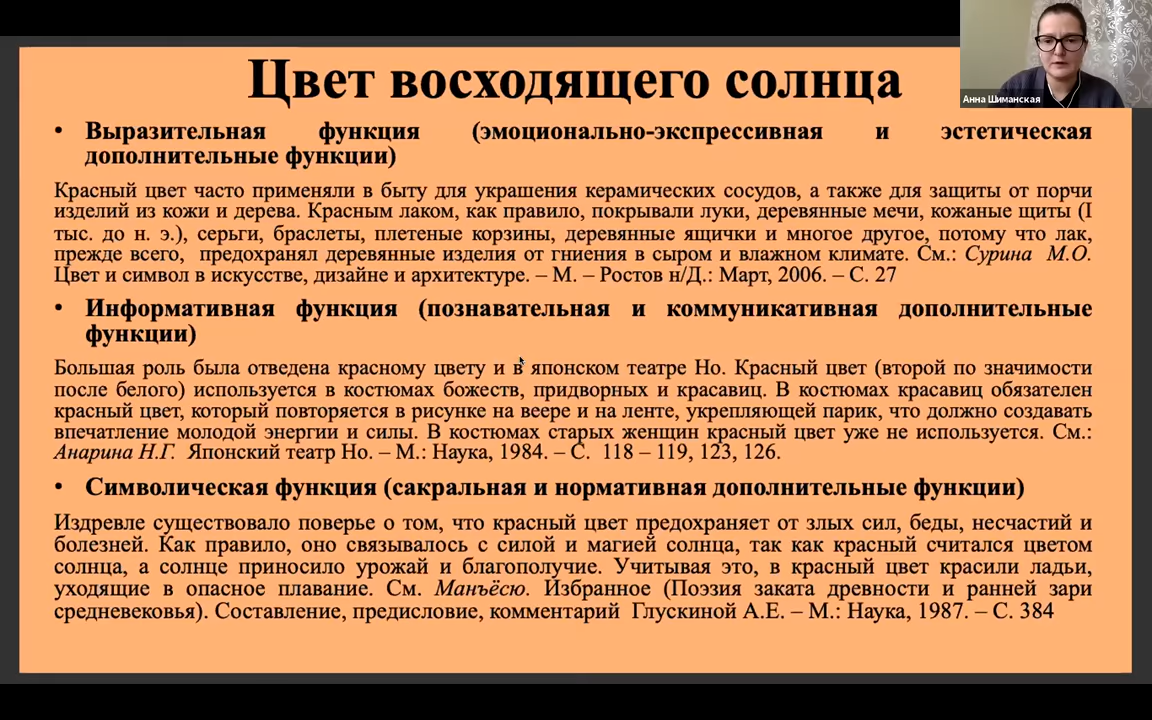 Цвет восходящего солнца
Анна Шиманская
• Выразительная функция (эмоционально-экспрессивная и эстетическая
дополнительные функции)
Красный цвет часто применяли в быту для украшения керамических сосудов, а также для защиты от порчи
изделий из кожи и дерева. Красным лаком, как правило, покрывали луки, деревянные мечи, кожаные щиты (I
тыс. до н. э.), серьги, браслеты, плетеные корзины, деревянные ящички и многое другое, потому что лак,
прежде всего, предохранял деревянные изделия от гниения в сыром и влажном климате. См.: Сурина М.О.
Цвет и символ в искусстве, дизайне и архитектуре. – М. – Ростов н/Д.: Март, 2006. – С. 27
• Информативная функция (познавательная и коммуникативная дополнительные
функции)
Большая роль была отведена красному цвету и в японском театре Но. Красный цвет (второй по значимости
после белого) используется в костюмах божеств, придворных и красавиц. В костюмах красавиц обязателен
красный цвет, который повторяется в рисунке на веере и на ленте, укрепляющей парик, что должно создавать
впечатление молодой энергии и силы. В костюмах старых женщин красный цвет уже не используется. См.:
Анарина Н.Г. Японский театр Но. – М.: Наука, 1984. – С. 118 – 119, 123, 126.
• Символическая функция (сакральная и нормативная дополнительные функции)
Издревле существовало поверье о том, что красный цвет предохраняет от злых сил, беды, несчастий и
болезней. Как правило, оно связывалось с силой и магией солнца, так как красный считался цветом
солнца, а солнце приносило урожай и благополучие. Учитывая это, в красный цвет красили ладьи,
уходящие в опасное плавание. См. Манъёсю. Избранное (Поэзия заката древности и ранней зари
средневековья). Составление, предисловие, комментарий Глускиной А.Е. – М.: Наука, 1987. – С. 384